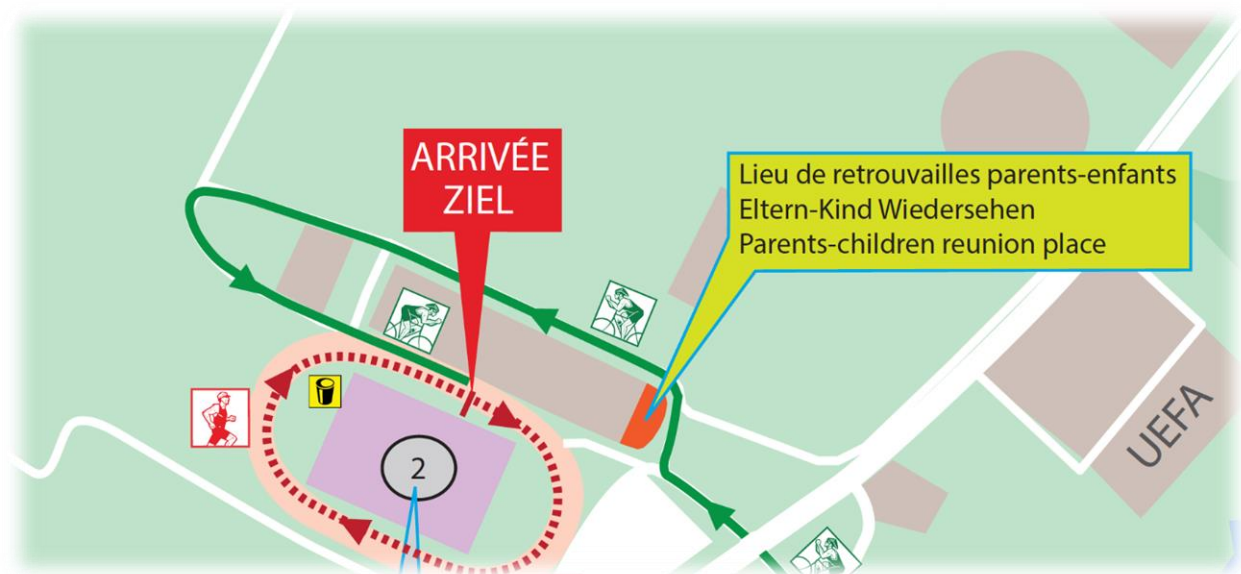 ARRIVÉE
ZIEL
Lieu de retrouvailles parents-enfants
Eltern-Kind Wiedersehen
Parents-children reunion place
2
UEFA